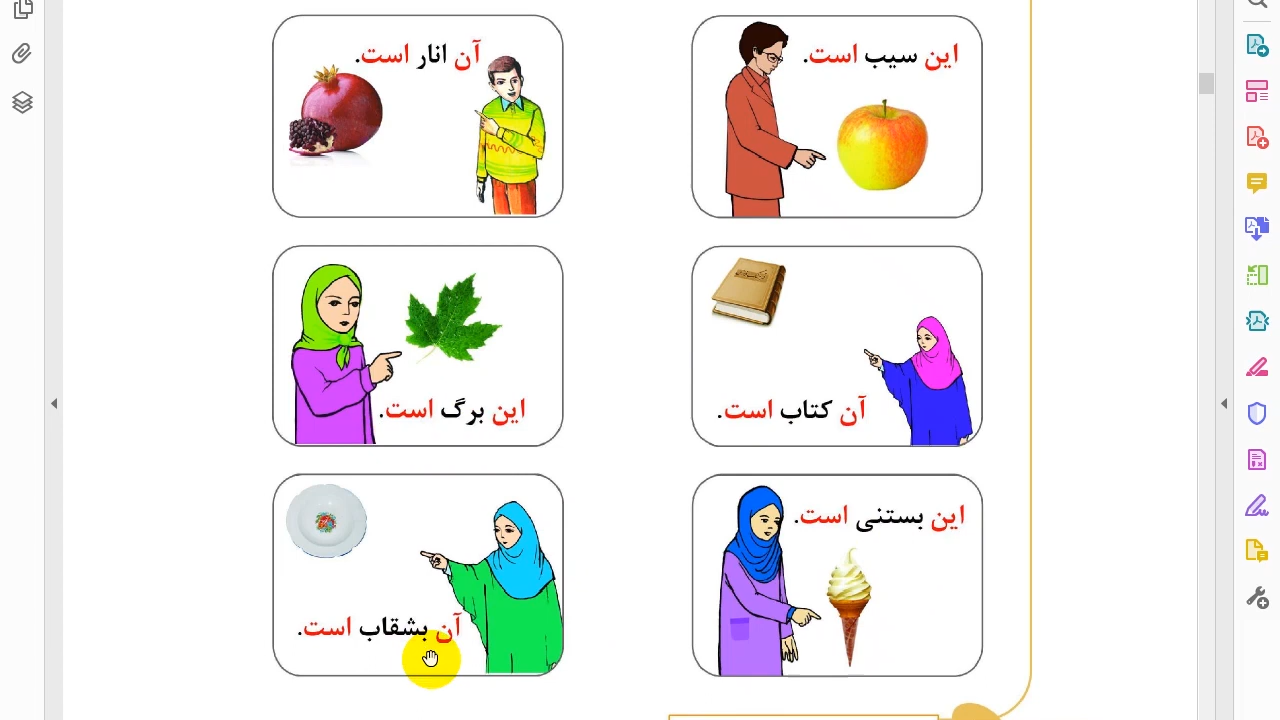 این سیب است.
آن انار است.
آن کتاب است.
این برگ است.
این بستنی است.
آن بشقاب است.